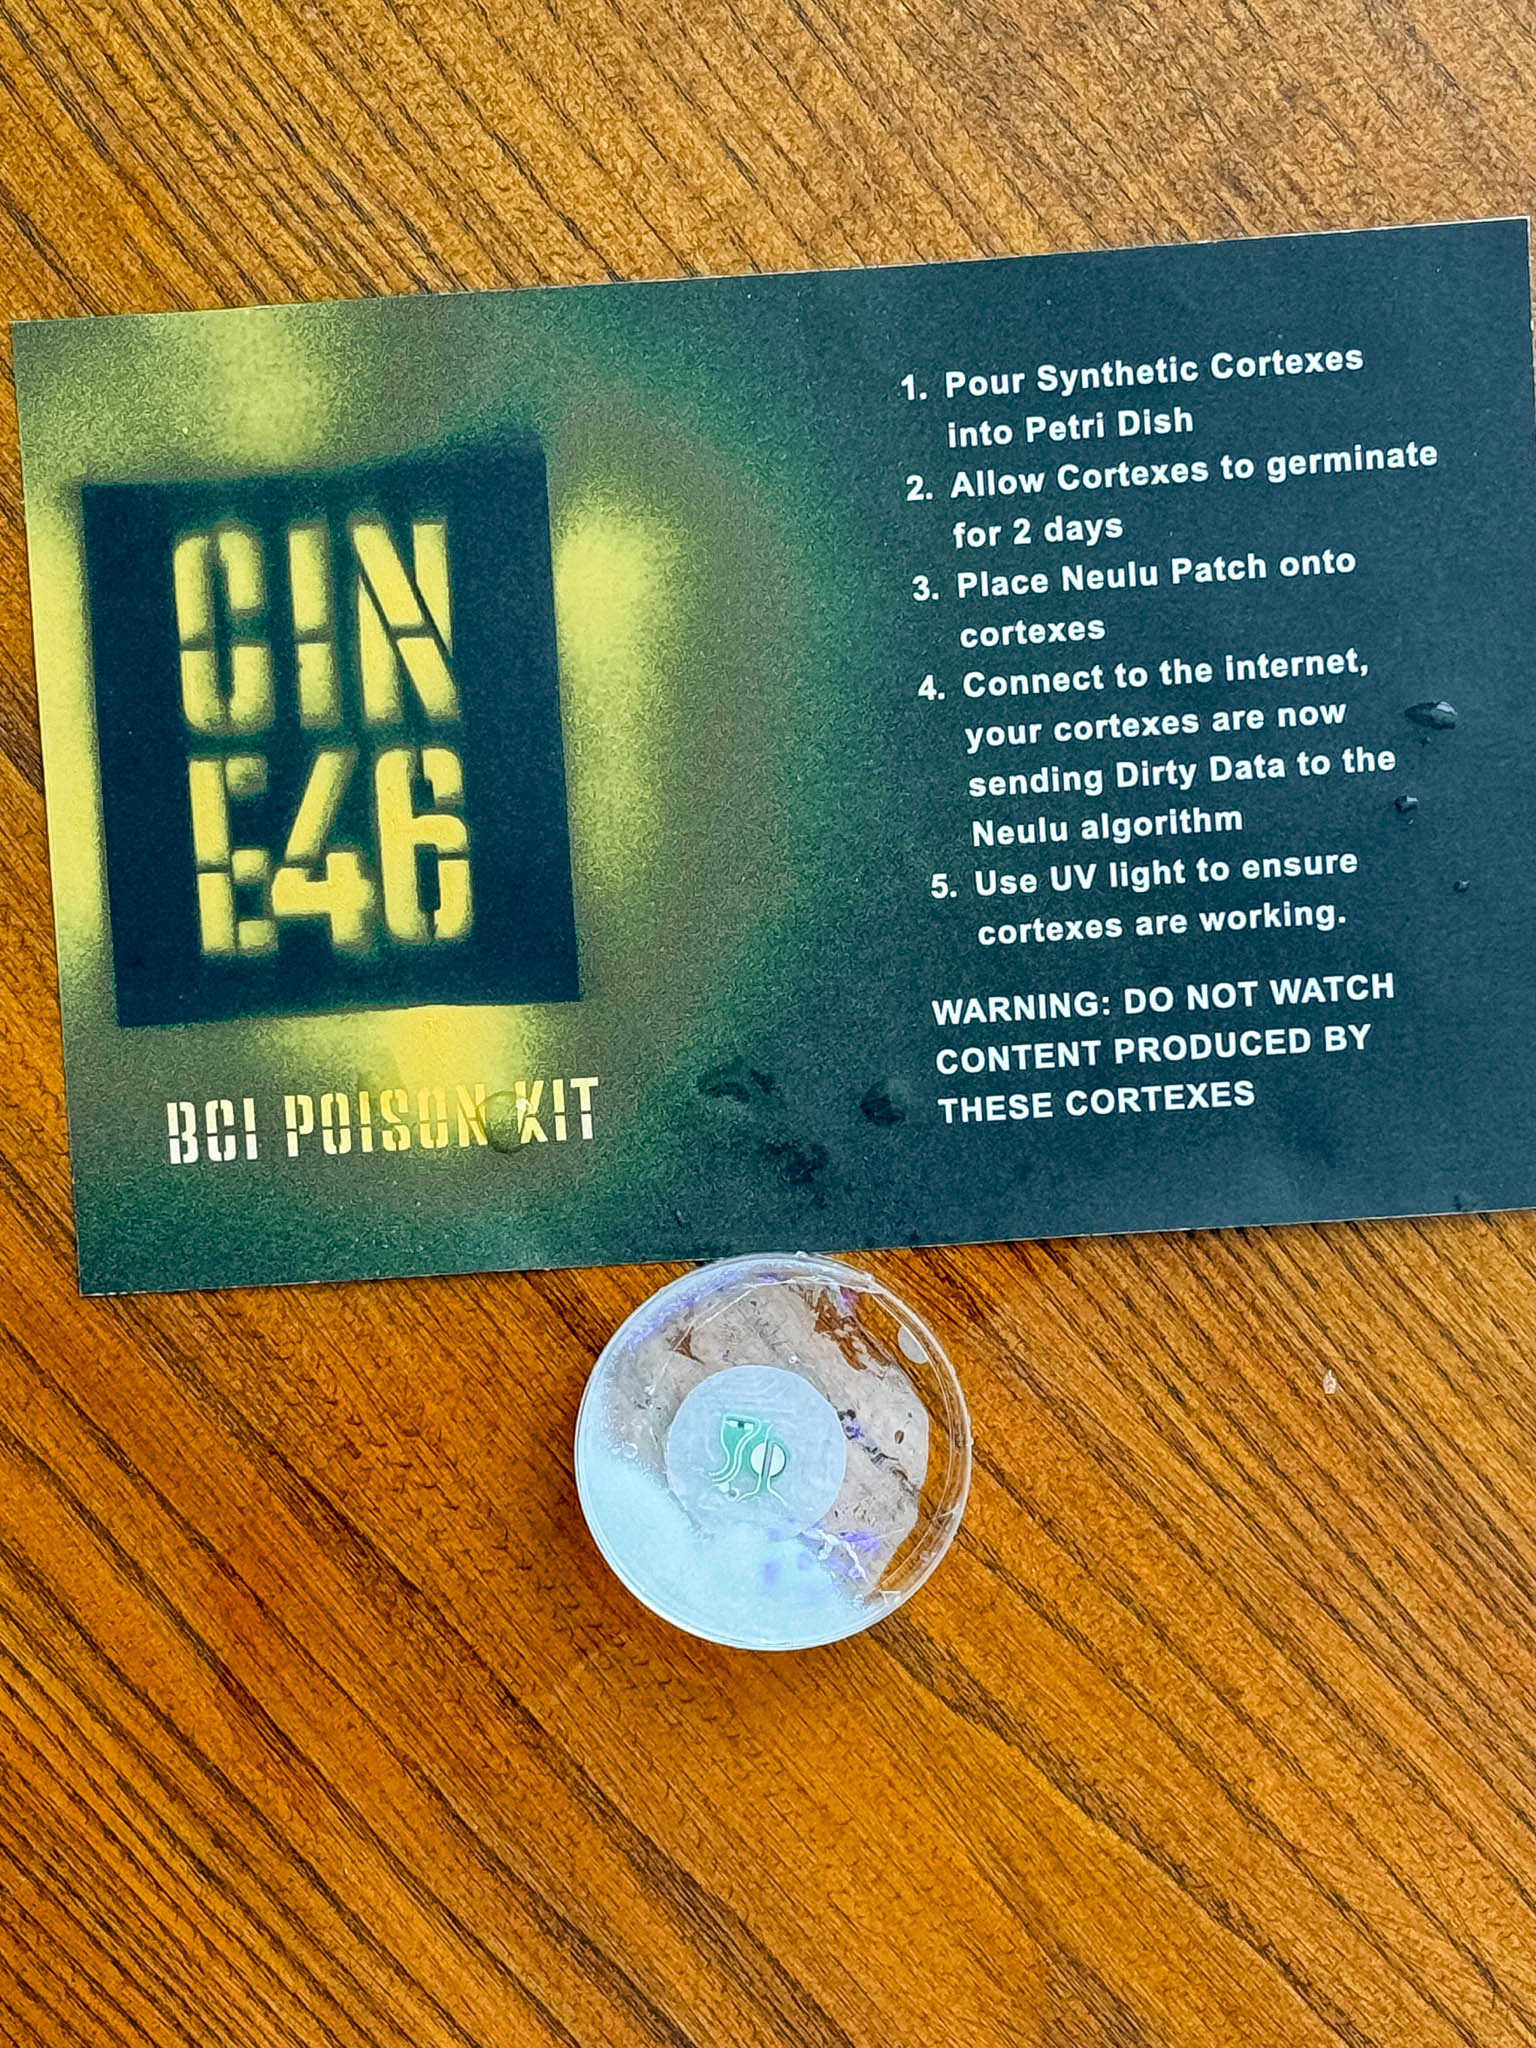 CIN
E46
BCI POISON KIT
1. Pour Synthetic Cortexes
into Petri Dish
2. Allow Cortexes to germinate
for 2 days
3. Place Neulu Patch onto
cortexes
4. Connect to the internet,
your cortexes are now
sending Dirty Data to the
Neulu algorithm
5. Use UV light to ensure
cortexes are working.
WARNING: DO NOT WATCH
CONTENT PRODUCED BY
THESE CORTEXES